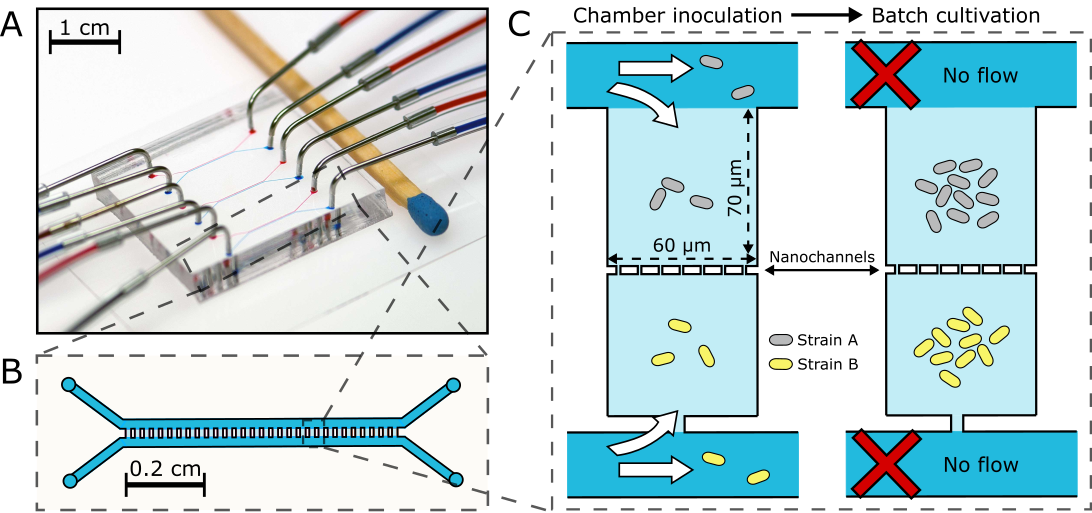 A
1 cm
B
0.2 cm
C
Chamber inoculation
Batch cultivation
No flow
70 µm
60 µm
Nanochannels
Strain A
Strain B
No flow